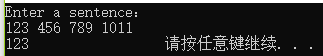 Enter a sentence:
123 456 789 1011
123                 请按任意键继续. . .